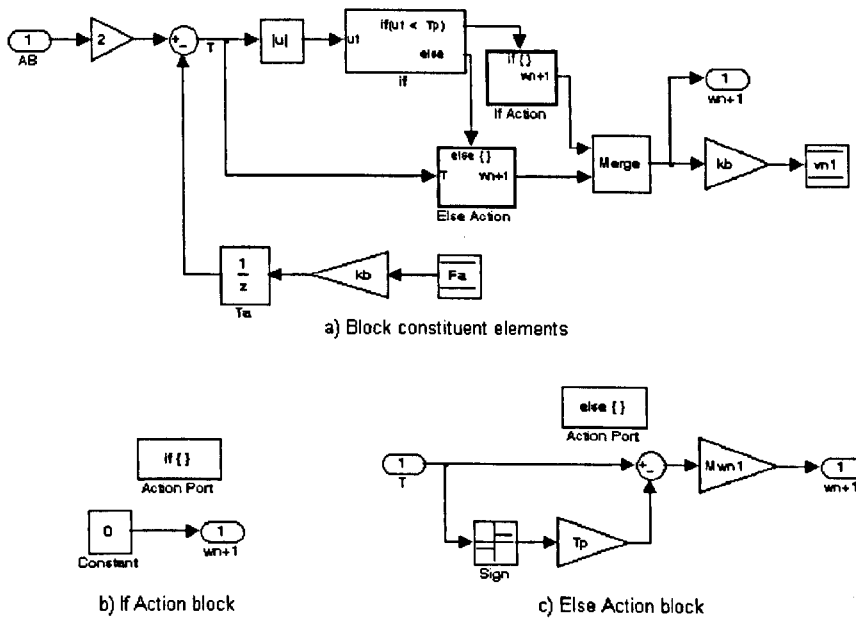 1
AB
2
+
-
T
|u|
u1
if(u1 < Tp)
else
if
if { }
wn+1
If Action
else { }
T
wn+1
Else Action
Merge
1
wn+1
kb
vn1
1
z
Ta
kb
Fa
a) Block constituent elements
if { }
Action Port
0
Constant
1
wn+1
b) If Action block
else { }
Action Port
1
T
+
-
Mwn1
1
wn+1
Sign
Tp
c) Else Action block